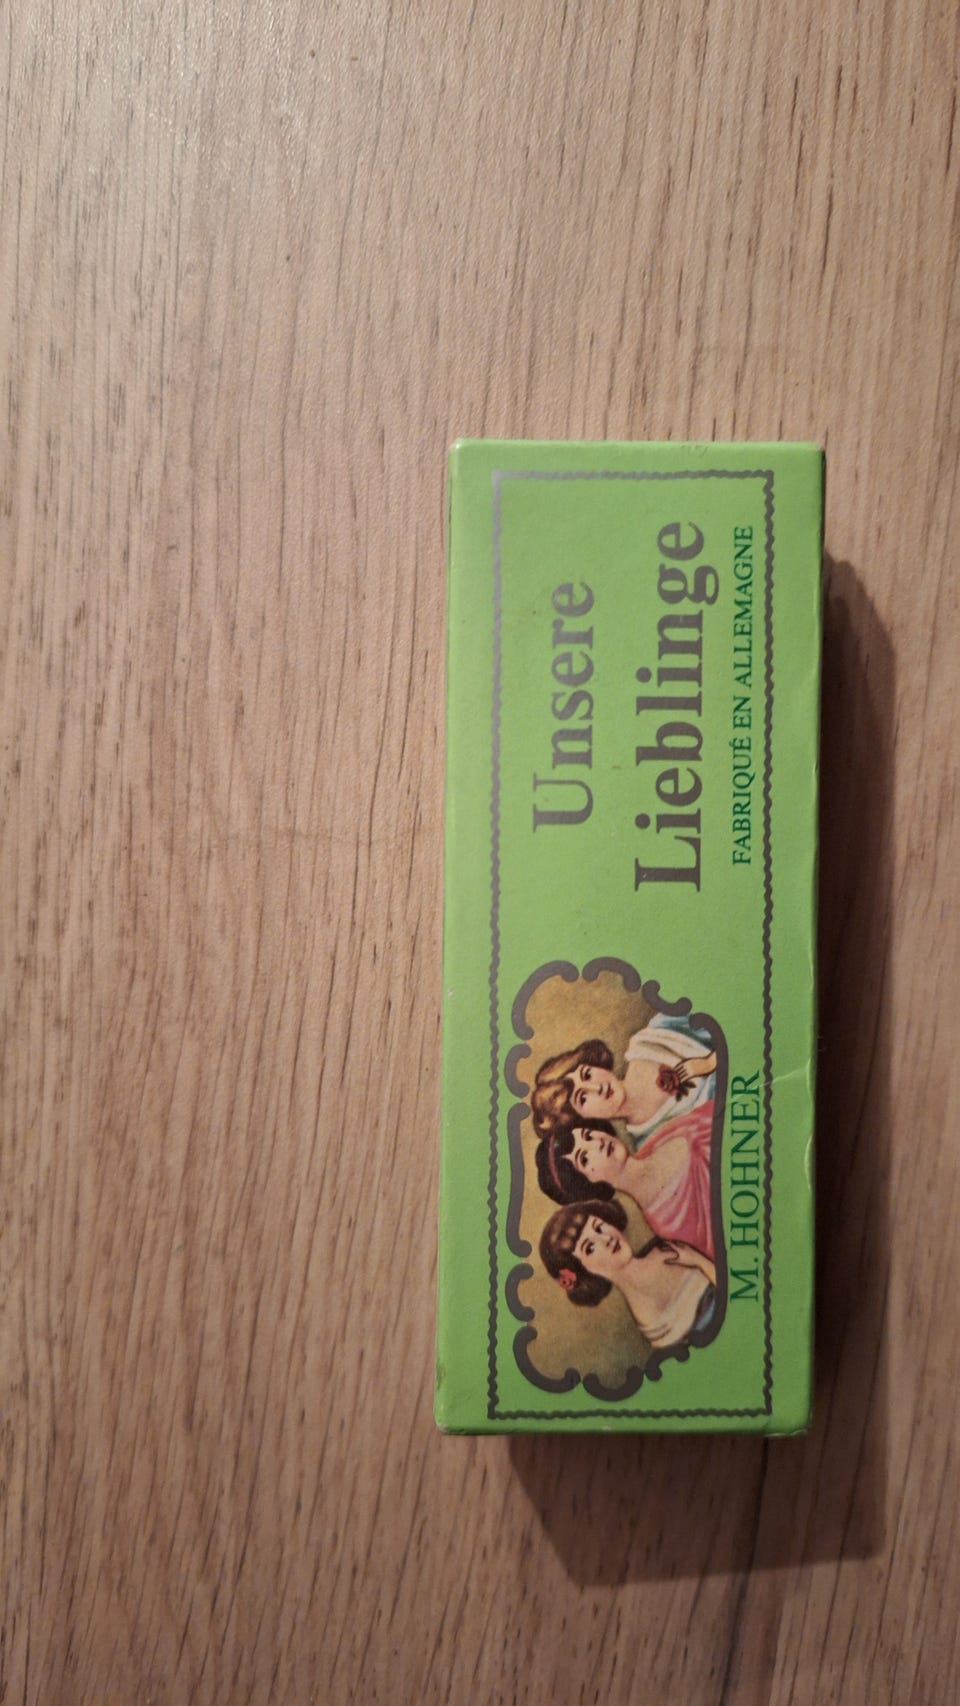 Unsere
Lieblinge
FABRIQUÉ EN ALLEMAGNE
M. HOHNER